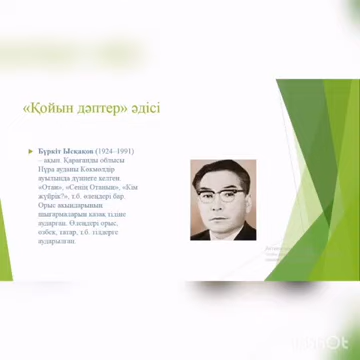 «Қойын дәптер» әдісі
Бүркіт Ысқақов (1924–1991)
– ақын. Қарағанды облысы
Нұра ауданы Көкмөлдір
ауылында дүниеге келген.
«Отан», «Сенің Отаның», «Кім
жүйрік?», т.б. өлеңдері бар.
Орыс ақындарының
шығармаларын қазақ тіліне
аударған. Өлеңдері орыс,
өзбек, татар, т.б. тілдерге
аударылған.